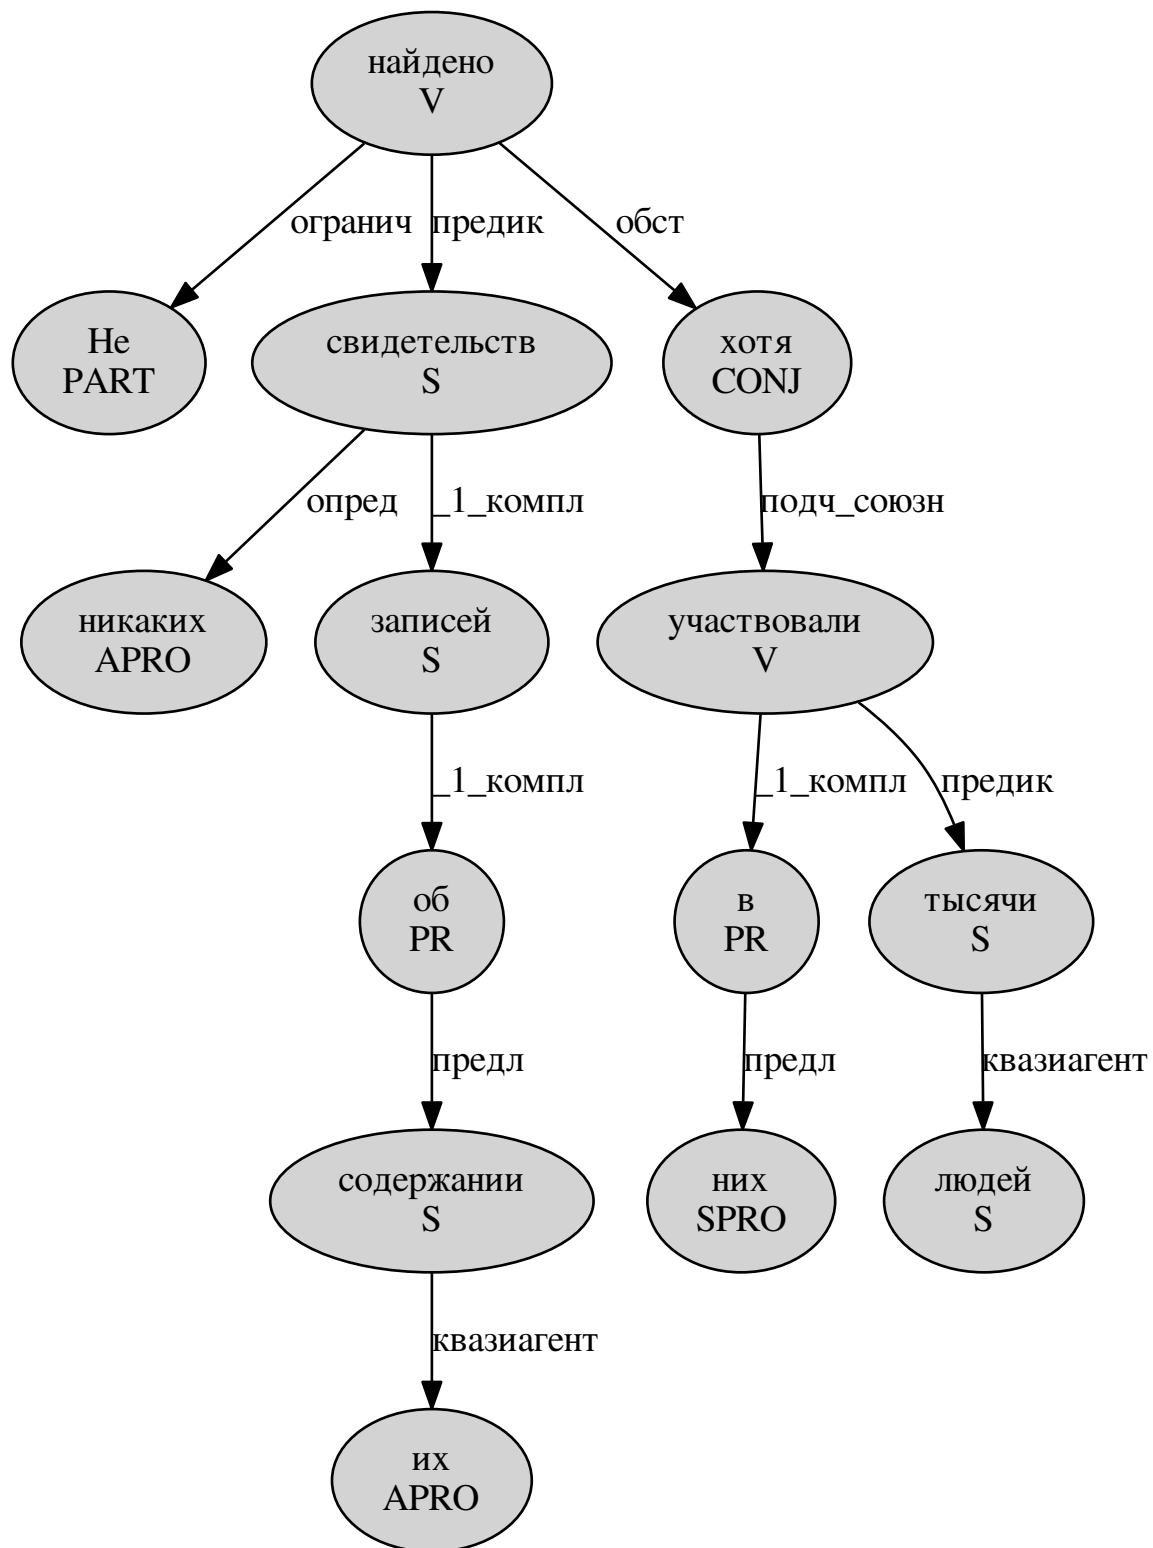 найдено
V
огранич
предик
обст
Не
PART
свидетельств
S
хотя
CONJ
опред
_1_компл
подч_союзн
никаких
APRO
записей
S
участвовали
V
_1_компл
_1_компл
предик
об
PR
в
PR
тысячи
S
предл
предл
квазиагент
содержании
S
них
SPRO
людей
S
квазиагент
их
APRO